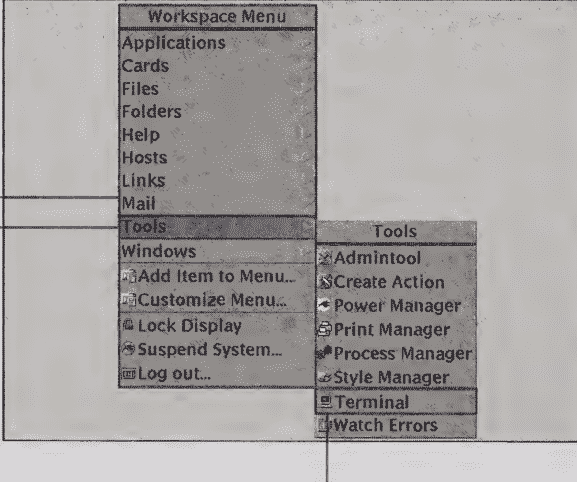 Workspace Menu
Applications
Cards
Files
Folders
Help
Hosts
Links
Mail
Tools
Windows
Add Item to Menu...
Customize Menu...
Lock Display
Suspend System...
Log out...
Tools
Admintool
Create Action
Power Manager
Print Manager
Process Manager
Style Manager
Terminal
Watch Errors